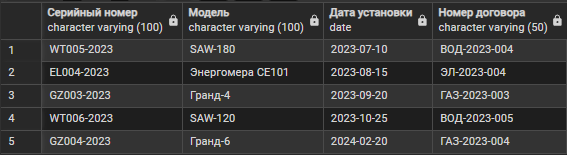 Серийный номер Модель Дата установки Номер договора
character varying (100) character varying (100) date character varying (50)
1 WT005-2023 SAW-180 2023-07-10 ВОД-2023-004
2 EL004-2023 Энергомера CE101 2023-08-15 ЭЛ-2023-004
3 GZ003-2023 Гранд-4 2023-09-20 ГАЗ-2023-003
4 WT006-2023 SAW-120 2023-10-25 ВОД-2023-005
5 GZ004-2023 Гранд-6 2024-02-20 ГАЗ-2023-004